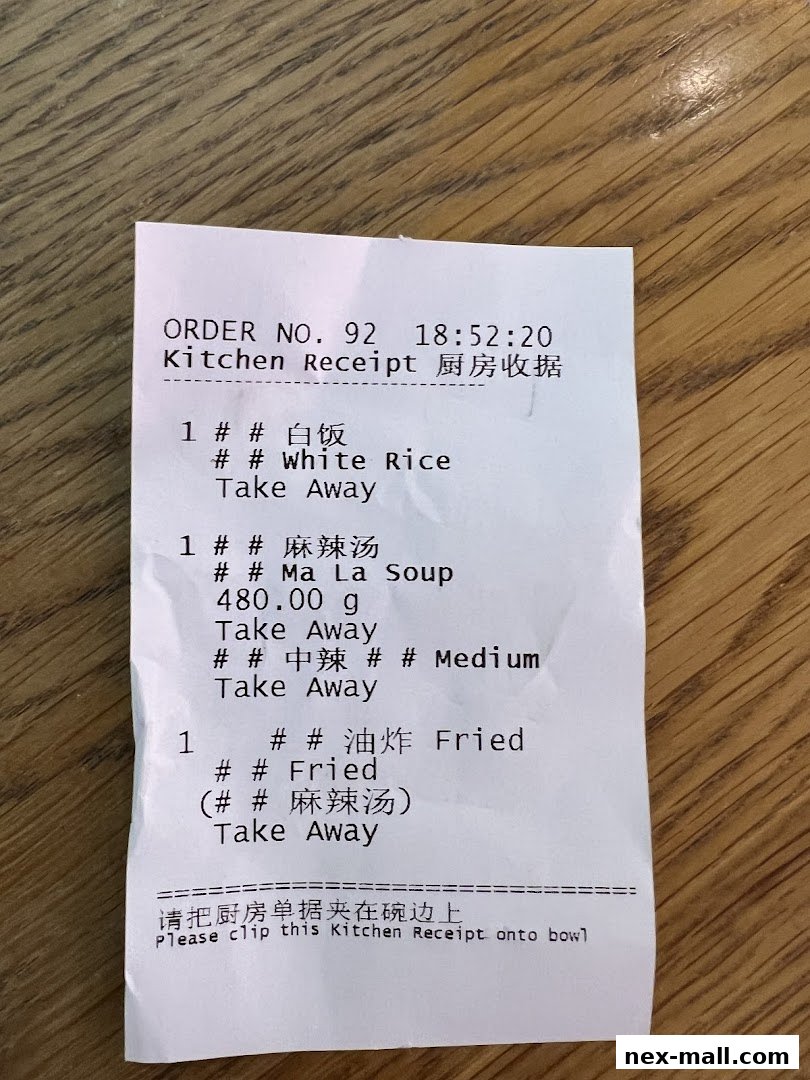 ORDER NO. 92 18:52:20
Kitchen Receipt 厨房收据
--------------------------------
1 # # 白饭
# # White Rice
Take Away
1 # # 麻辣汤
# # Ma La Soup
480.00 g
Take Away
# # 中辣 # # Medium
Take Away
1 # # 油炸 Fried
# # Fried
(# # 麻辣汤)
Take Away
==================================
请把厨房单据夹在碗边上
Please clip this Kitchen Receipt onto bowl
nex-mall.com